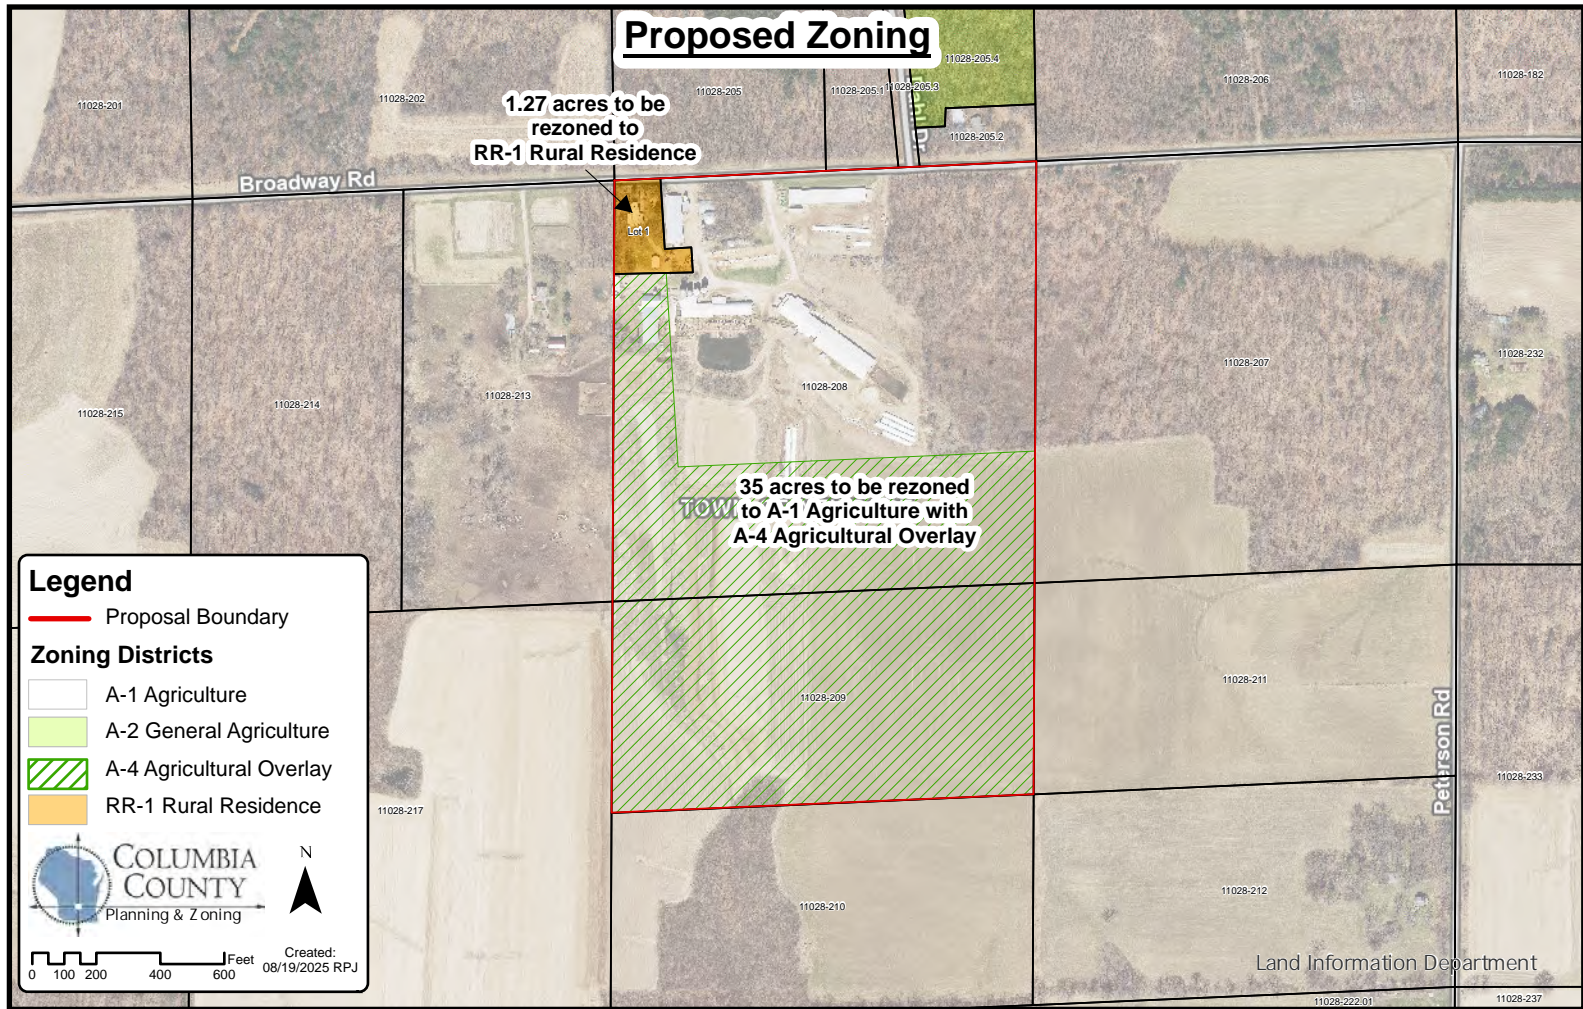 Proposed Zoning
11028-205.4
11028-206
11028-182
11028-201
11028-202
11028-205
11028-205.1
11028-205.3
1.27 acres to be
rezoned to
RR-1 Rural Residence
11028-205.2
Broadway Rd
Lot 1
11028-215
11028-214
11028-213
11028-208
11028-207
11028-232
35 acres to be rezoned
to A-1 Agriculture with
A-4 Agricultural Overlay
11028-209
11028-211
Peterson Rd
11028-233
11028-217
11028-210
11028-212
Legend
Proposal Boundary
Zoning Districts
A-1 Agriculture
A-2 General Agriculture
A-4 Agricultural Overlay
RR-1 Rural Residence
COLUMBIA
COUNTY
Planning & Zoning
N
0 100 200 400 600 Feet
Created:
08/19/2025 RPJ
Land Information Department
11028-222.01
11028-237